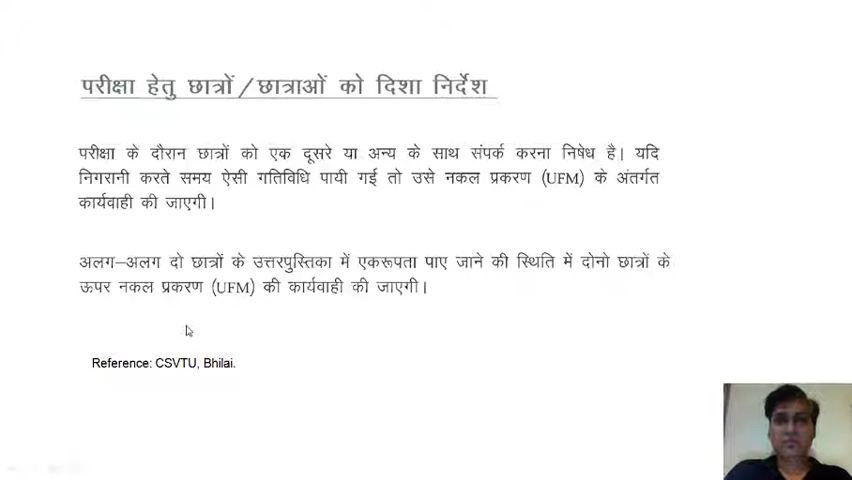 परीक्षा हेतु छात्रों/छात्राओं को दिशा निर्देश
परीक्षा के दौरान छात्रों को एक दूसरे या अन्य के साथ संपर्क करना निषेध है। यदि
निगरानी करते समय ऐसी गतिविधि पायी गई तो उसे नकल प्रकरण (UFM) के अंतर्गत
कार्यवाही की जाएगी।
अलग–अलग दो छात्रों के उत्तरपुस्तिका में एकरूपता पाए जाने की स्थिति में दोनो छात्रों के
ऊपर नकल प्रकरण (UFM) की कार्यवाही की जाएगी।
Reference: CSVTU, Bhilai.